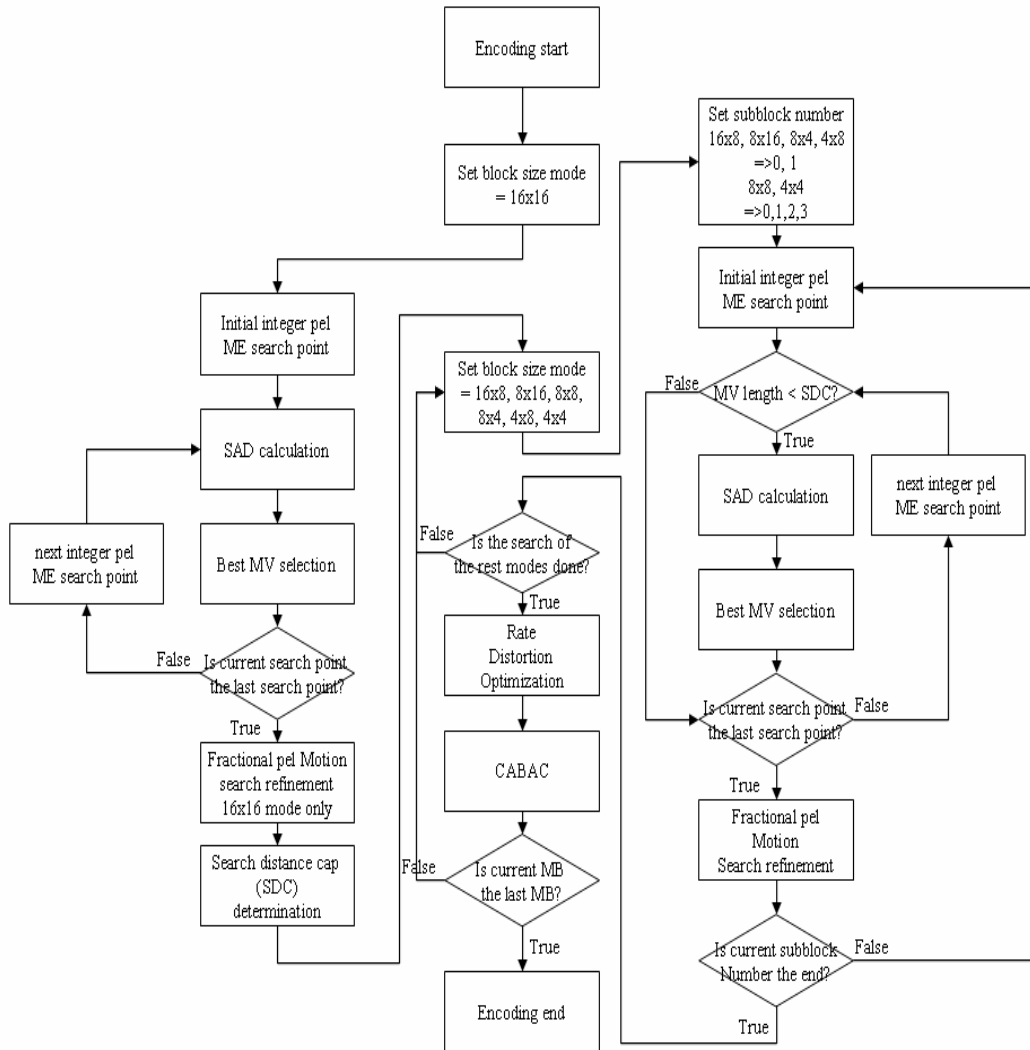 Encoding start
Set block size mode
= 16x16
Initial integer pel
ME search point
SAD calculation
next integer pel
ME search point
Best MV selection
False
Is current search point
the last search point?
True
Fractional pel Motion
search refinement
16x16 mode only
Search distance cap
(SDC)
determination
Set block size mode
= 16x8, 8x16, 8x8,
8x4, 4x8, 4x4
False
Is the search of
the rest modes done?
True
Rate
Distortion
Optimization
CABAC
False
Is current MB
the last MB?
True
Encoding end
Set subblock number
16x8, 8x16, 8x4, 4x8
=>0, 1
8x8, 4x4
=>0,1,2,3
Initial integer pel
ME search point
False
MV length < SDC?
True
SAD calculation
next integer pel
ME search point
Best MV selection
Is current search point
the last search point?
False
True
Fractional pel
Motion
Search refinement
Is current subblock
Number the end?
False
True